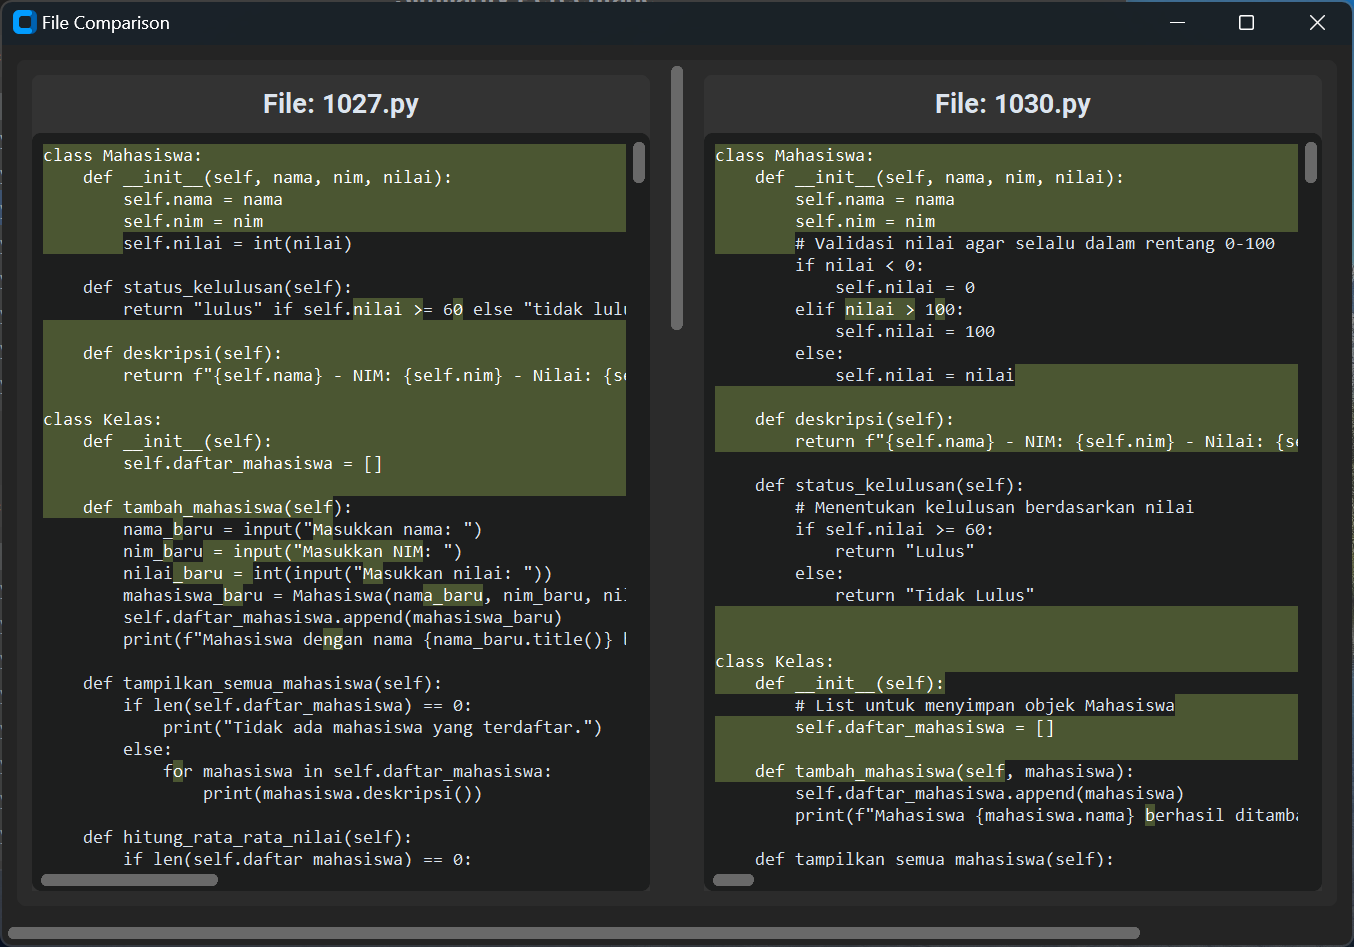 File Comparison
File: 1027.py
class Mahasiswa:
    def __init__(self, nama, nim, nilai):
        self.nama = nama
        self.nim = nim
        self.nilai = int(nilai)

    def status_kelulusan(self):
        return "lulus" if self.nilai >= 60 else "tidak lulu

    def deskripsi(self):
        return f"{self.nama} - NIM: {self.nim} - Nilai: {se

class Kelas:
    def __init__(self):
        self.daftar_mahasiswa = []

    def tambah_mahasiswa(self):
        nama_baru = input("Masukkan nama: ")
        nim_baru = input("Masukkan NIM: ")
        nilai_baru = int(input("Masukkan nilai: "))
        mahasiswa_baru = Mahasiswa(nama_baru, nim_baru, nil
        self.daftar_mahasiswa.append(mahasiswa_baru)
        print(f"Mahasiswa dengan nama {nama_baru.title()} b

    def tampilkan_semua_mahasiswa(self):
        if len(self.daftar_mahasiswa) == 0:
            print("Tidak ada mahasiswa yang terdaftar.")
        else:
            for mahasiswa in self.daftar_mahasiswa:
                print(mahasiswa.deskripsi())

    def hitung_rata_rata_nilai(self):
        if len(self.daftar_mahasiswa) == 0:
File: 1030.py
class Mahasiswa:
    def __init__(self, nama, nim, nilai):
        self.nama = nama
        self.nim = nim
        # Validasi nilai agar selalu dalam rentang 0-100
        if nilai < 0:
            self.nilai = 0
        elif nilai > 100:
            self.nilai = 100
        else:
            self.nilai = nilai

    def deskripsi(self):
        return f"{self.nama} - NIM: {self.nim} - Nilai: {se

    def status_kelulusan(self):
        # Menentukan kelulusan berdasarkan nilai
        if self.nilai >= 60:
            return "Lulus"
        else:
            return "Tidak Lulus"


class Kelas:
    def __init__(self):
        # List untuk menyimpan objek Mahasiswa
        self.daftar_mahasiswa = []

    def tambah_mahasiswa(self, mahasiswa):
        self.daftar_mahasiswa.append(mahasiswa)
        print(f"Mahasiswa {mahasiswa.nama} berhasil ditamba

    def tampilkan_semua_mahasiswa(self):